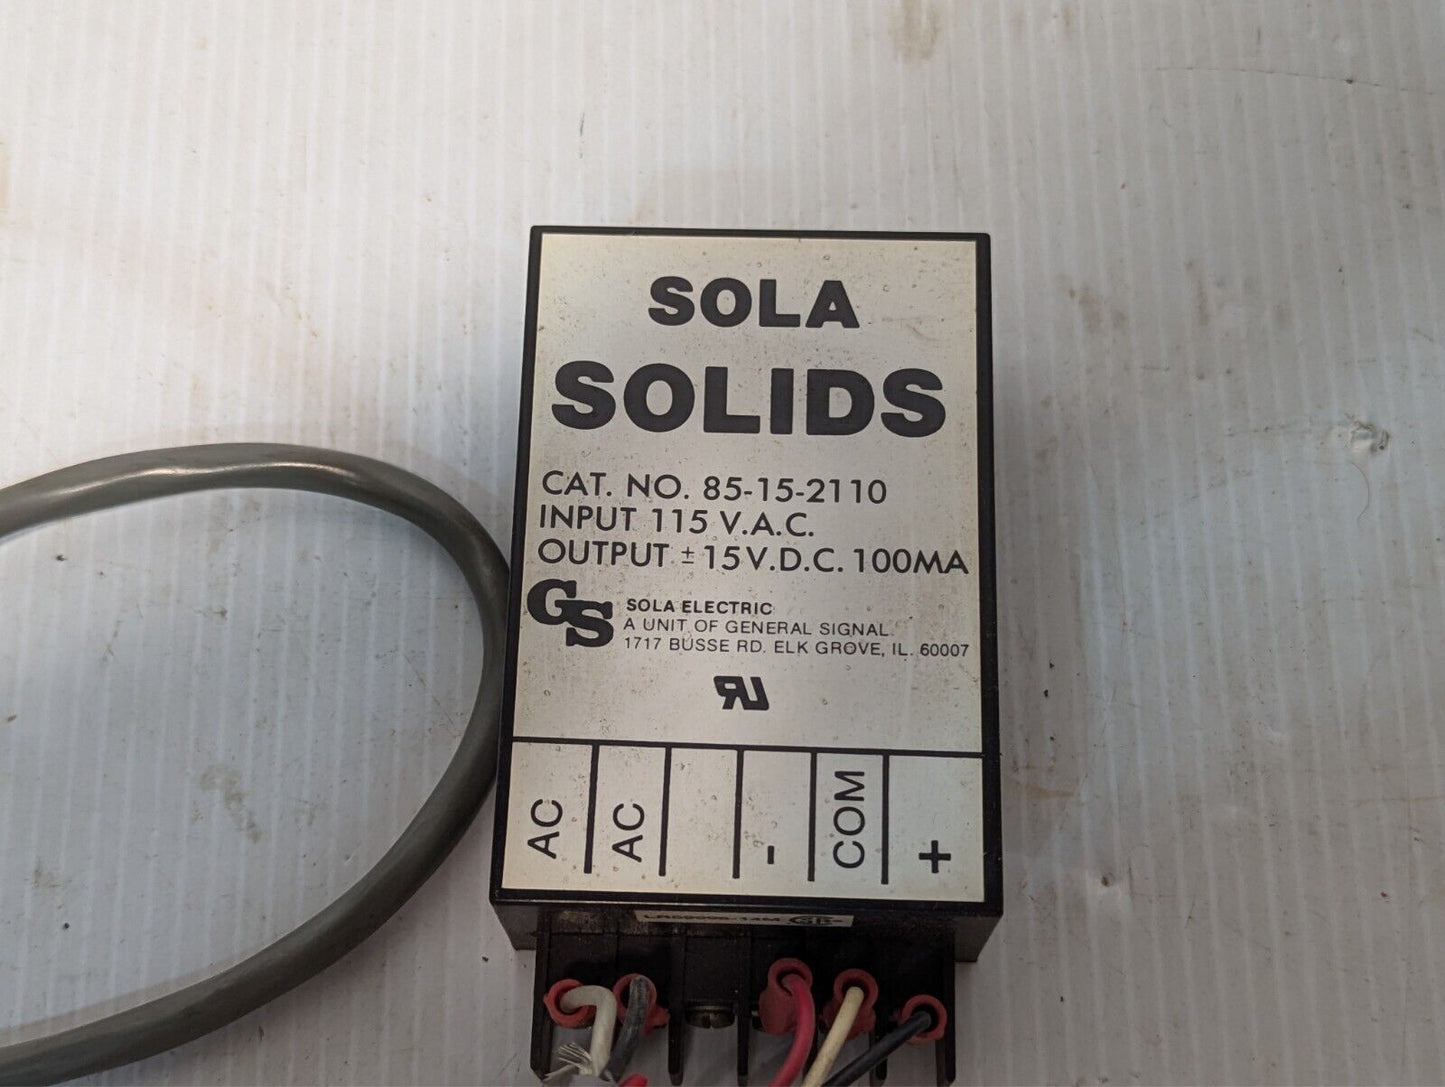 SOLA
SOLIDS
CAT. NO. 85-15-2110
INPUT 115 V.A.C.
OUTPUT ± 15V.D.C. 100MA
GS
SOLA ELECTRIC
A UNIT OF GENERAL SIGNAL
1717 BUSSE RD. ELK GROVE, IL. 60007
RU
AC AC - COM +